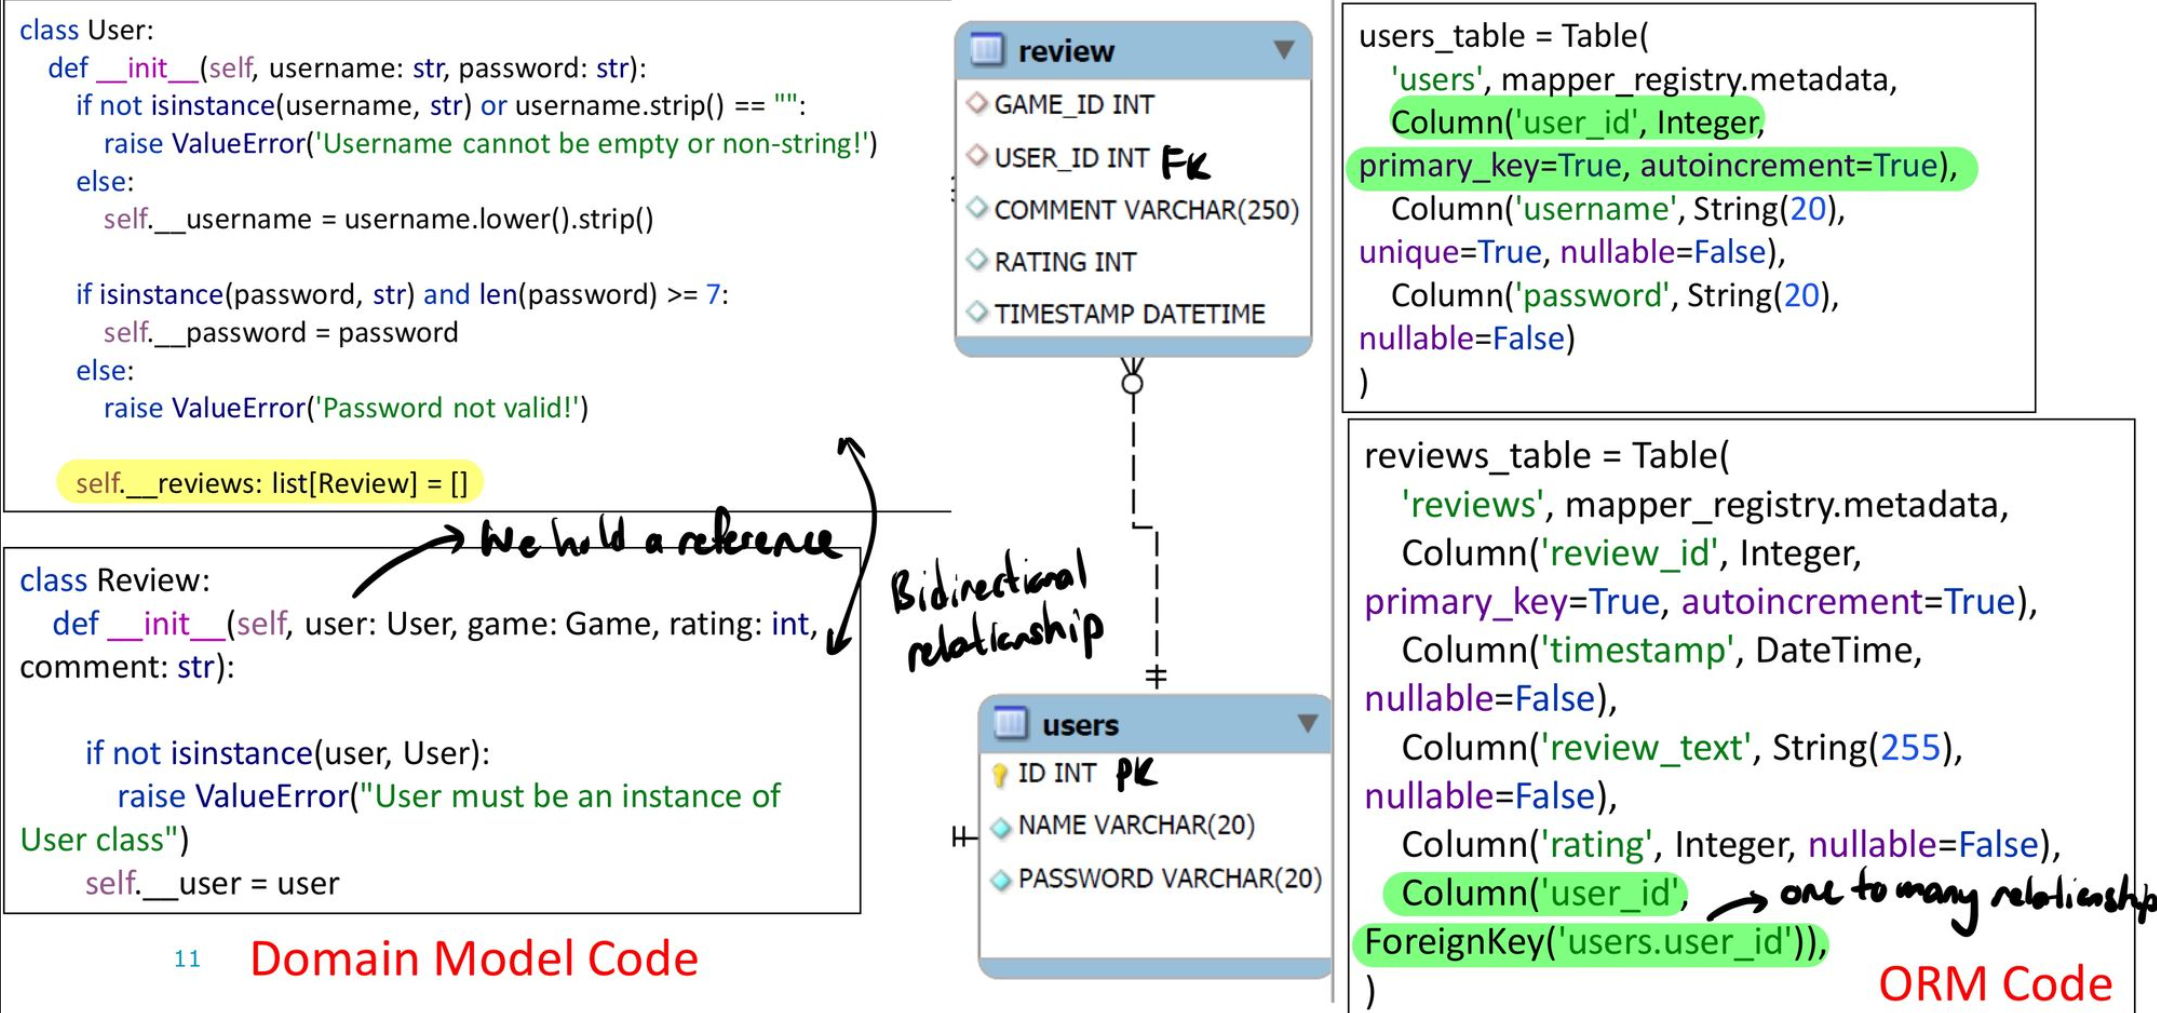 class User:
def __init__(self, username: str, password: str):
if not isinstance(username, str) or username.strip() == "":
raise ValueError('Username cannot be empty or non-string!')
else:
self.__username = username.lower().strip()
if isinstance(password, str) and len(password) >= 7:
self.__password = password
else:
raise ValueError('Password not valid!')
self.__reviews: list[Review] = []
We hold a reference
class Review:
def __init__(self, user: User, game: Game, rating: int,
comment: str):
if not isinstance(user, User):
raise ValueError("User must be an instance of
User class")
self.__user = user
11
Domain Model Code
review
GAME_ID INT
USER_ID INT FK
COMMENT VARCHAR(250)
RATING INT
TIMESTAMP DATETIME
Bidirectional
relationship
users
ID INT PK
NAME VARCHAR(20)
PASSWORD VARCHAR(20)
users_table = Table(
'users', mapper_registry.metadata,
Column('user_id', Integer,
primary_key=True, autoincrement=True),
Column('username', String(20),
unique=True, nullable=False),
Column('password', String(20),
nullable=False)
)
reviews_table = Table(
'reviews', mapper_registry.metadata,
Column('review_id', Integer,
primary_key=True, autoincrement=True),
Column('timestamp', DateTime,
nullable=False),
Column('review_text', String(255),
nullable=False),
Column('rating', Integer, nullable=False),
Column('user_id', one to many relationship
ForeignKey('users.user_id')),
)
ORM Code